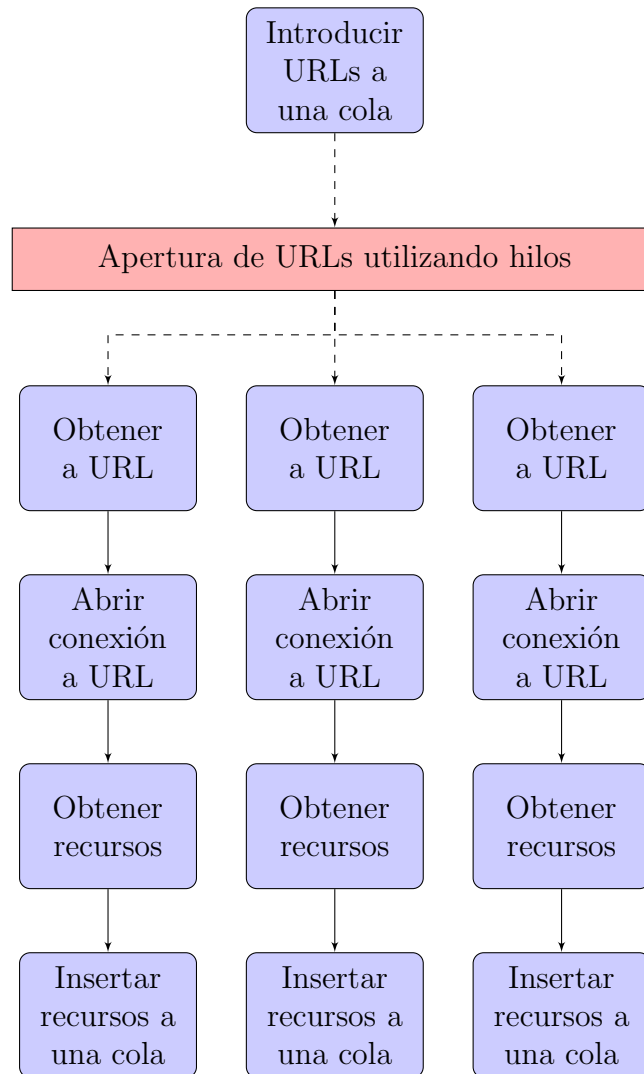 Introducir
URLs a
una cola
Apertura de URLs utilizando hilos
Obtener
a URL
Obtener
a URL
Obtener
a URL
Abrir
conexión
a URL
Abrir
conexión
a URL
Abrir
conexión
a URL
Obtener
recursos
Obtener
recursos
Obtener
recursos
Insertar
recursos a
una cola
Insertar
recursos a
una cola
Insertar
recursos a
una cola